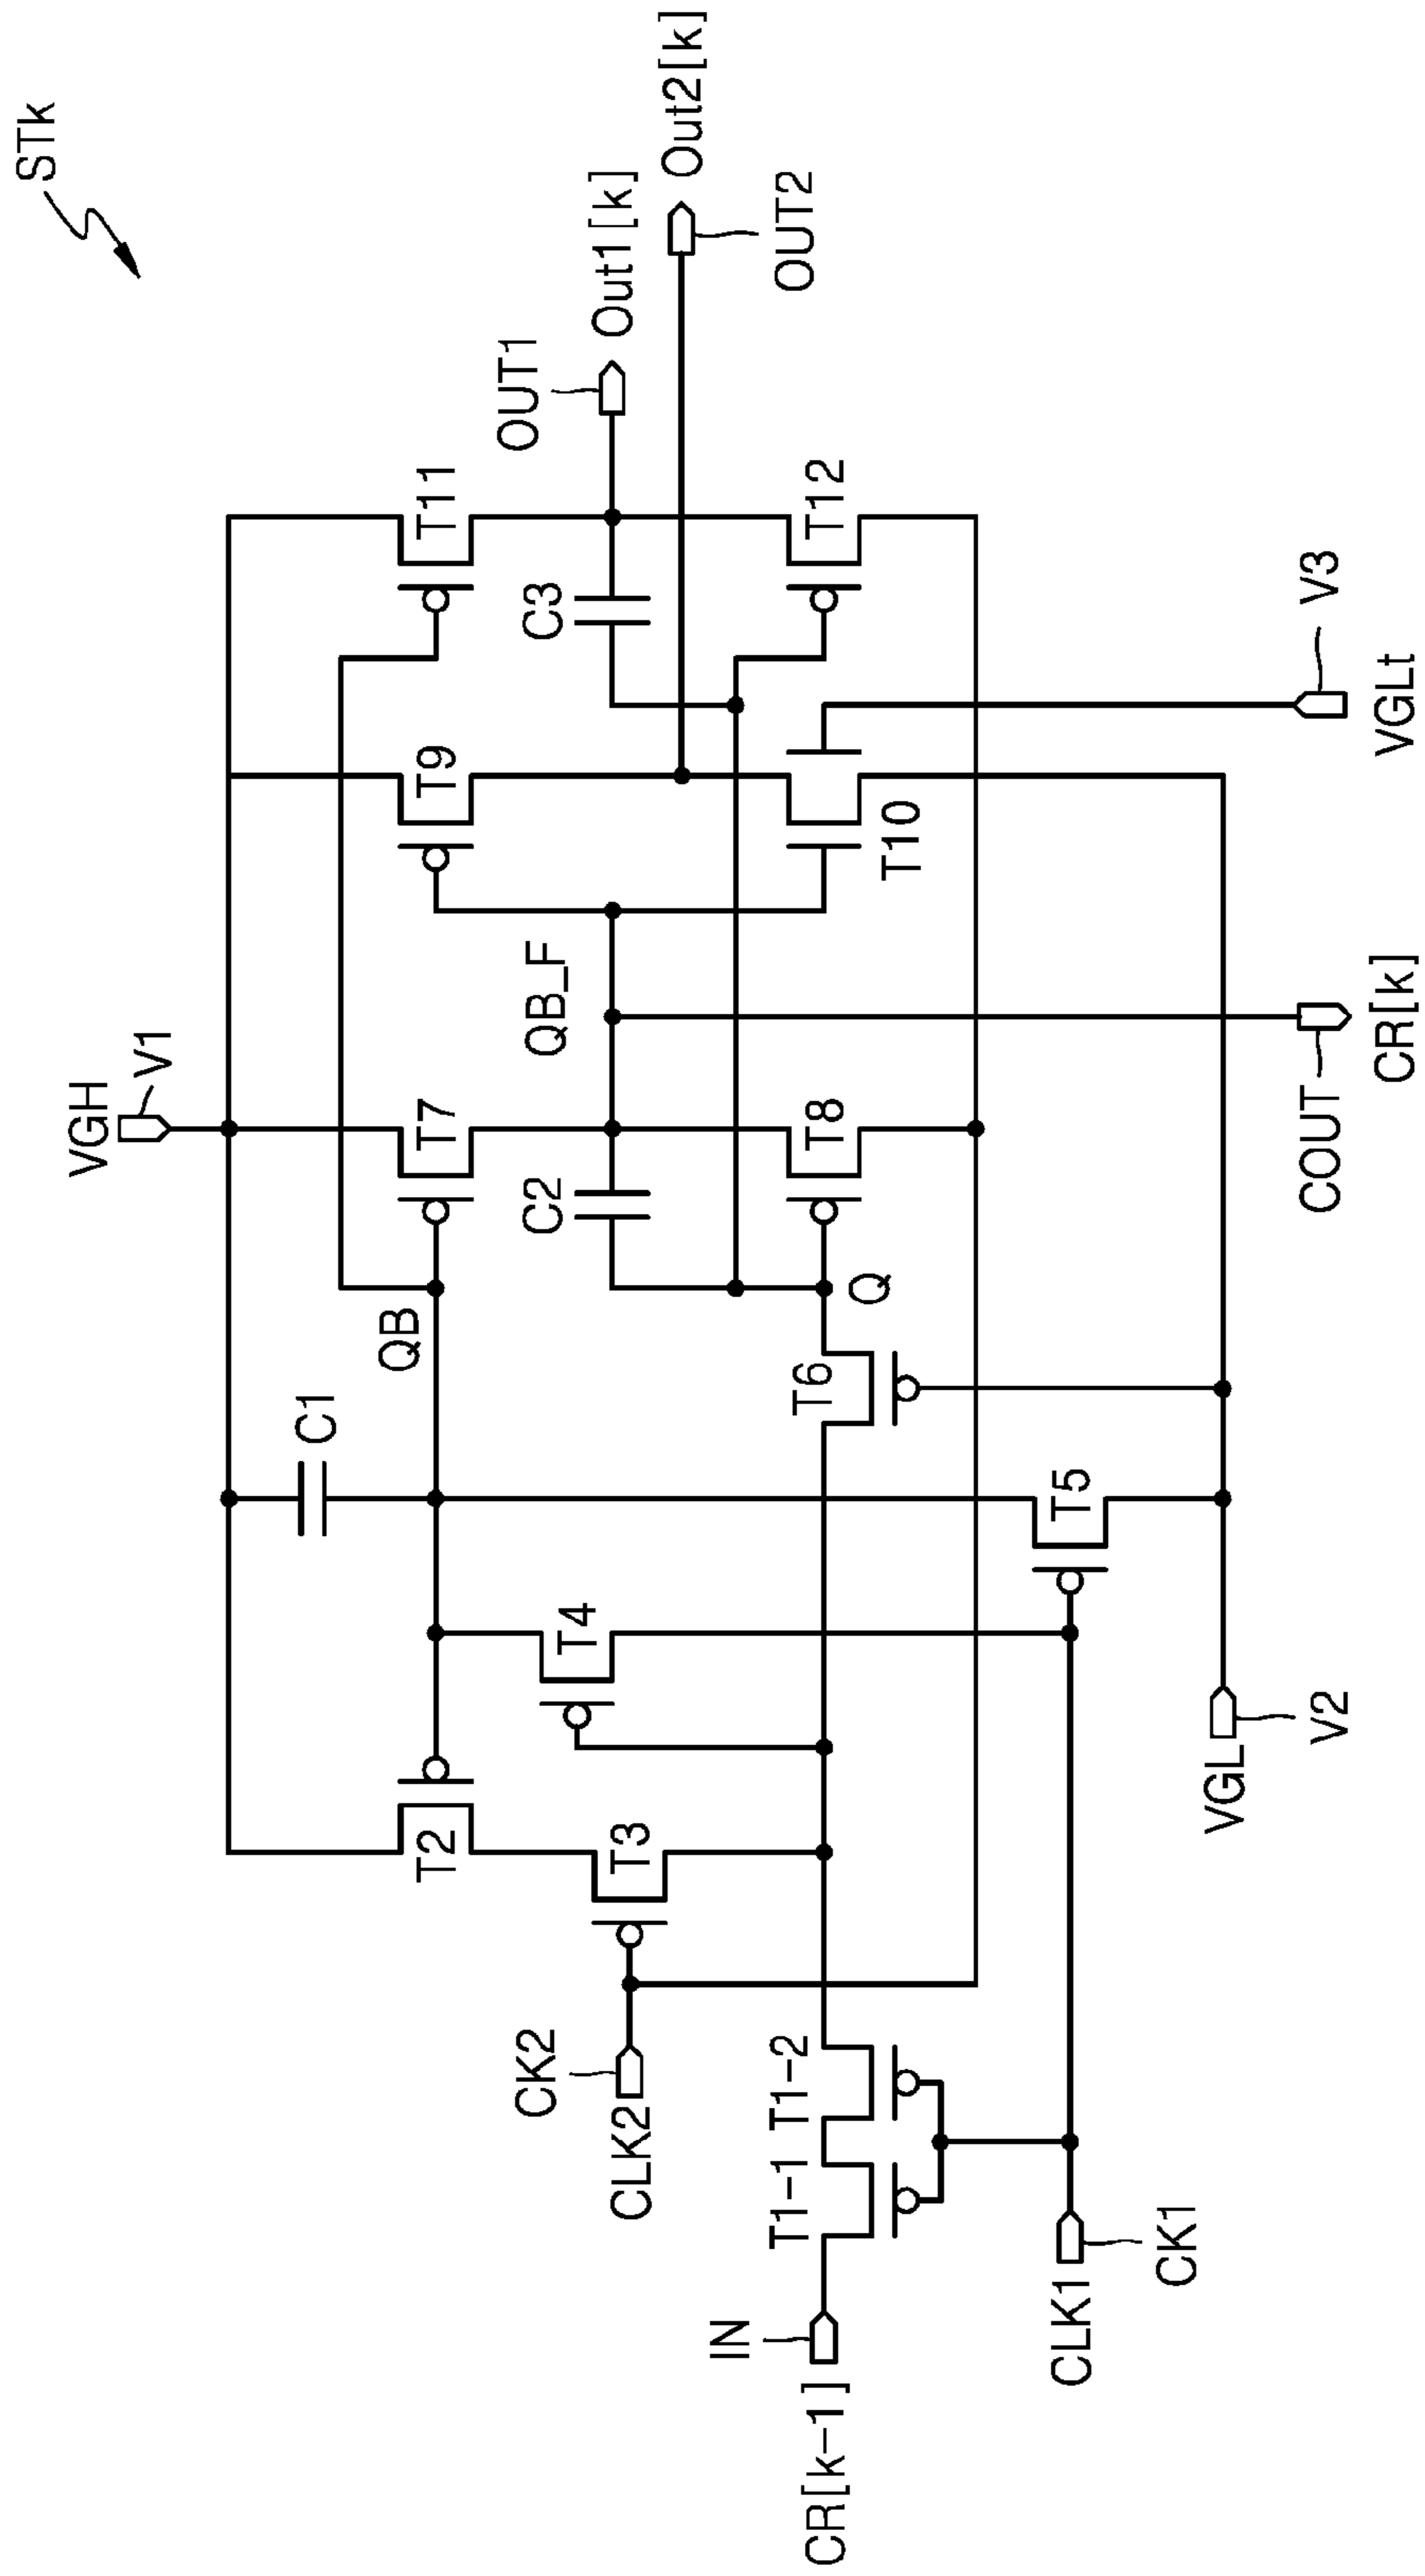 STk
VGH
V1
OUT1
Out1[k]
Out2[k]
OUT2
C1
QB
T7
T9
T11
T2
T4
QB_F
C2
C3
CK2
CLK2
T3
T6
Q
T8
T10
T12
IN
CR[k-1]
T1-1
T1-2
T5
CLK1
CK1
VGL
V2
COUT
CR[k]
V3
VGLt